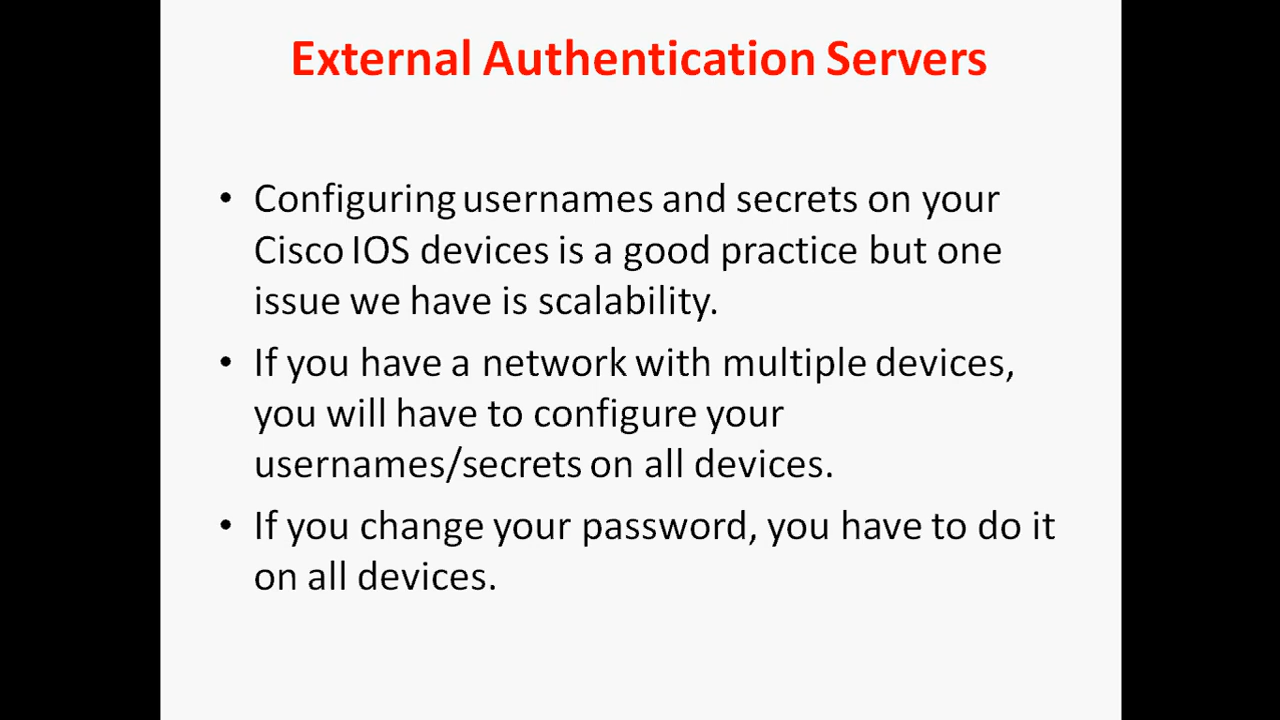 External Authentication Servers
• Configuring usernames and secrets on your
Cisco IOS devices is a good practice but one
issue we have is scalability.
• If you have a network with multiple devices,
you will have to configure your
usernames/secrets on all devices.
• If you change your password, you have to do it
on all devices.